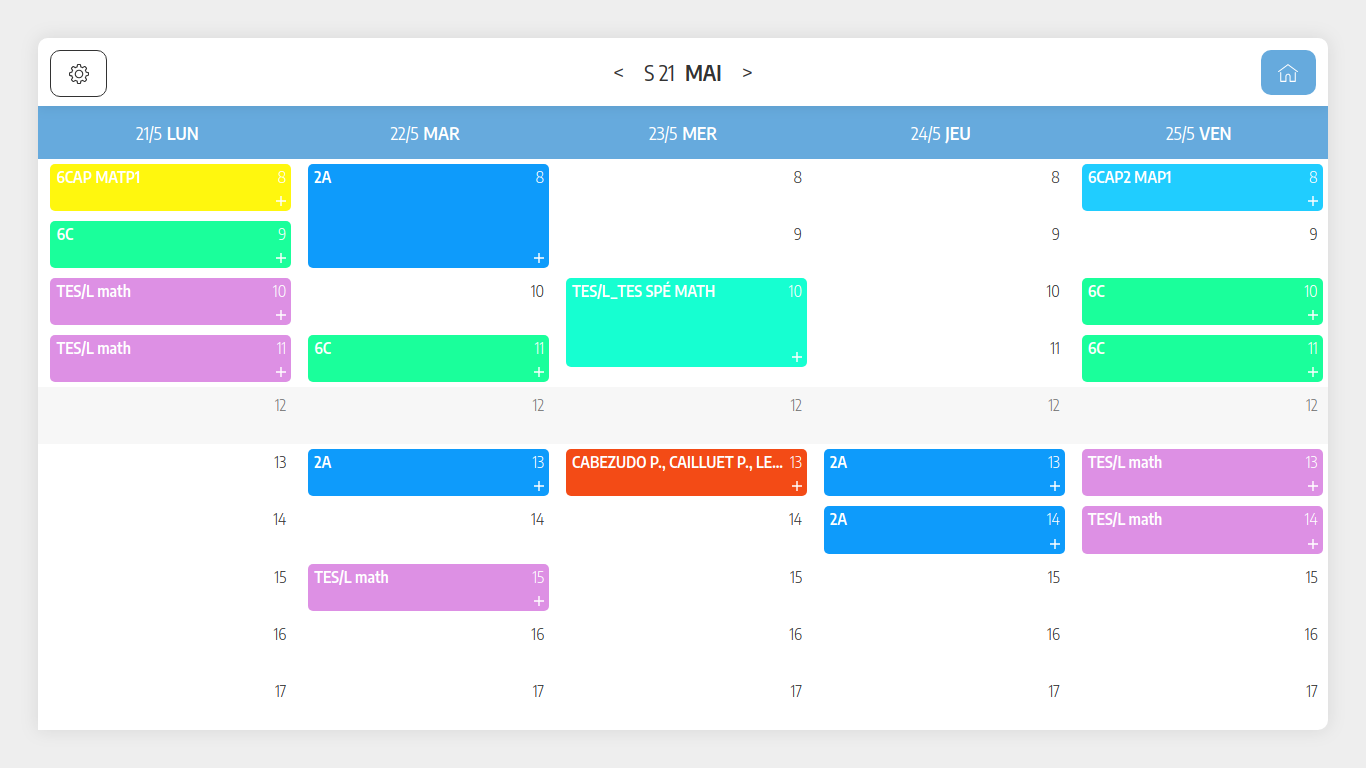 < S 21 MAI >
21/5 LUN 22/5 MAR 23/5 MER 24/5 JEU 25/5 VEN
6CAP MATP1 8 2A 8 8 8 6CAP2 MAP1 8
+ +
6C 9 9 9 9
+ +
TES/L math 10 10 TES/L_TES SPÉ MATH 10 10 6C 10
+ +
TES/L math 11 6C 11 11 6C 11
+ + + +
12 12 12 12 12
13 2A 13 CABEZUDO P., CAILLUET P., LE... 13 2A 13 TES/L math 13
+ + + +
14 14 14 2A 14 TES/L math 14
+ +
15 TES/L math 15 15 15 15
+
16 16 16 16 16
17 17 17 17 17